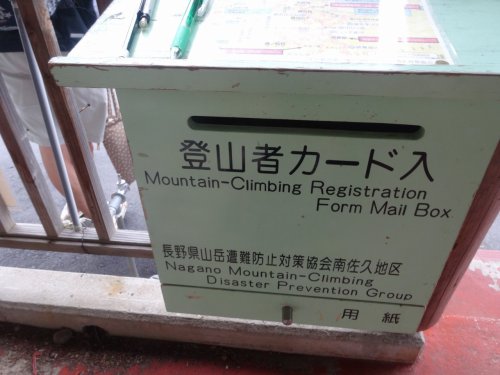 登山者カード入
Mountain-Climbing Registration
Form Mail Box
長野県山岳遭難防止対策協会南佐久地区
Nagano Mountain-Climbing
Disaster Prevention Group
用紙